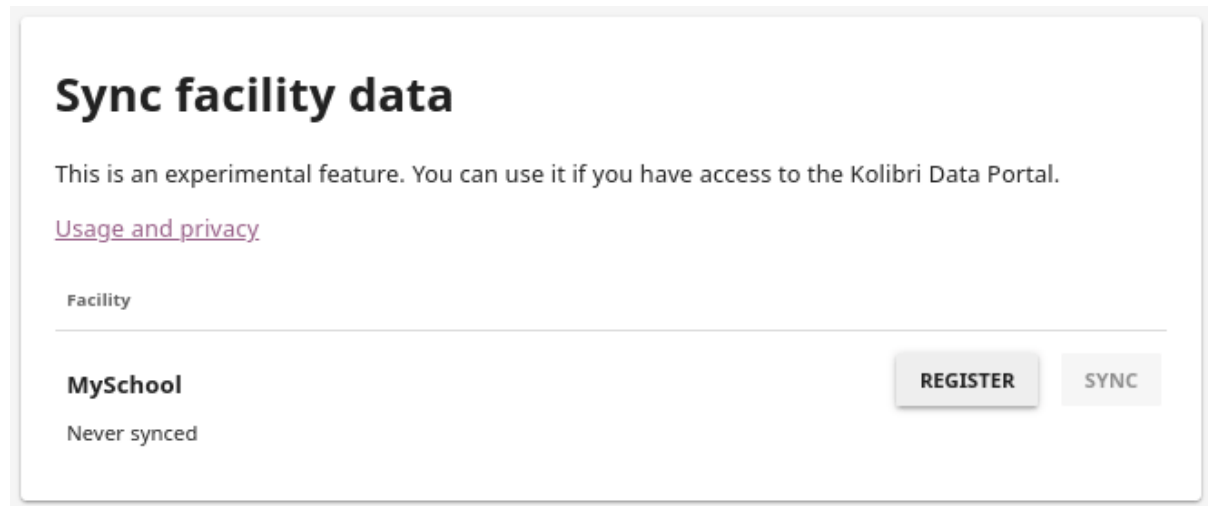 Sync facility data
This is an experimental feature. You can use it if you have access to the Kolibri Data Portal.
Usage and privacy
Facility
MySchool
REGISTER
SYNC
Never synced